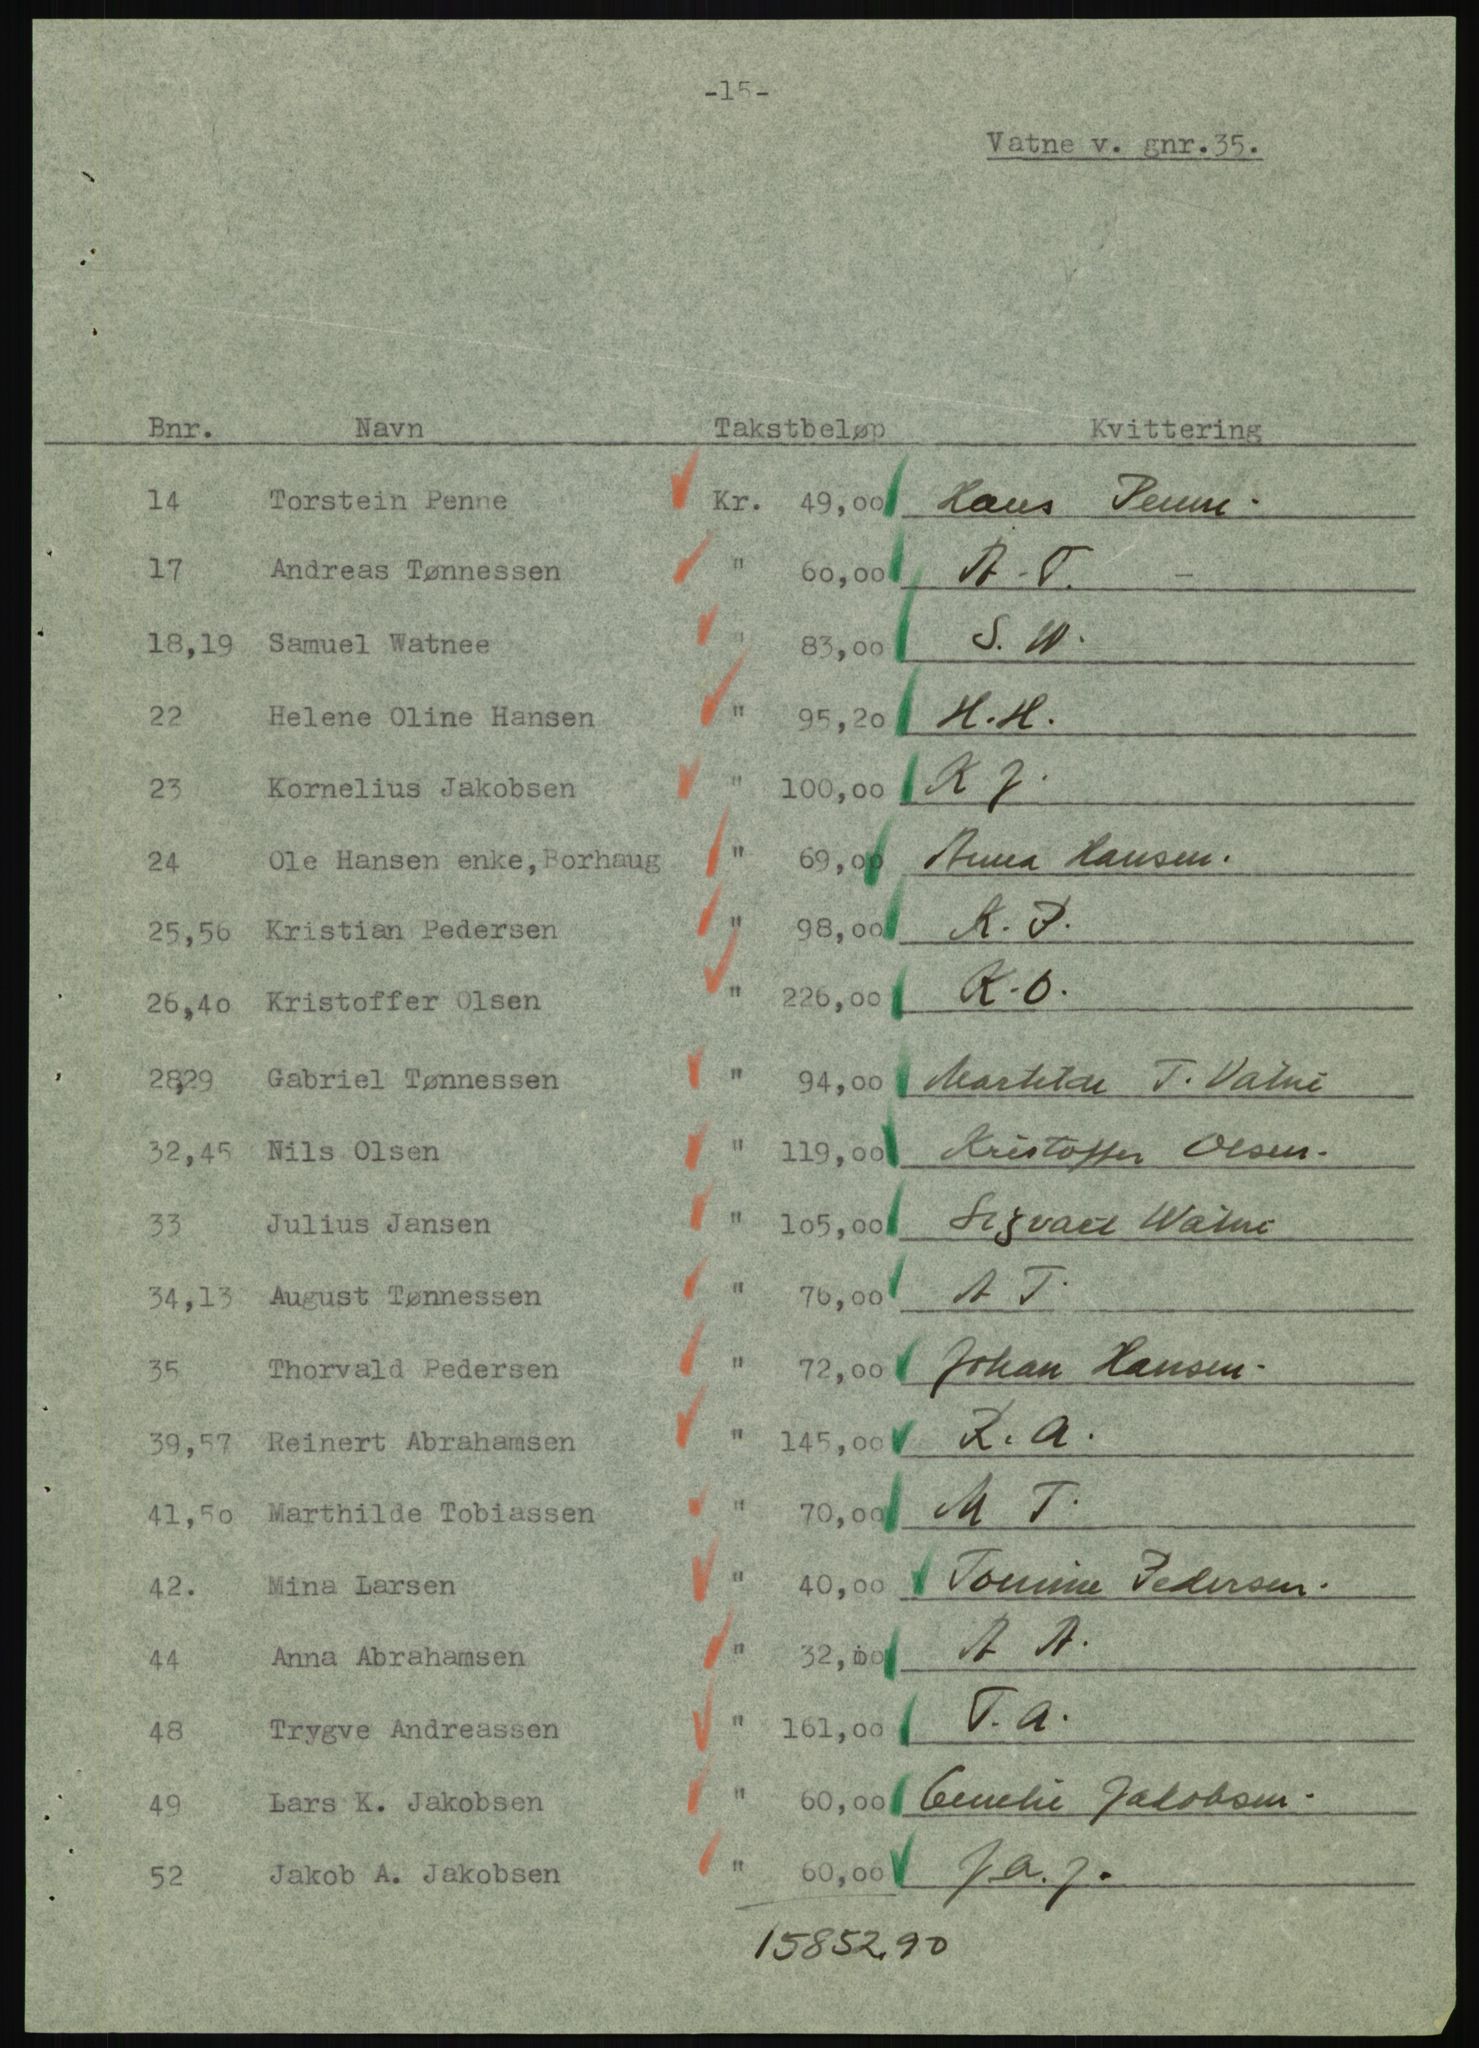 -15-
Vatne v. gnr.35.
Bnr. Navn Takstbeløp Kvittering
14 Torstein Penne Kr. 49,00 Hans Penne.
17 Andreas Tønnessen " 60,00 A.T. -
18,19 Samuel Watnee " 83,00 S. W.
22 Helene Oline Hansen " 95,20 H.H.
23 Kornelius Jakobsen " 100,00 K J.
24 Ole Hansen enke,Borhaug " 69,00 Anna Hansen.
25,56 Kristian Pedersen " 98,00 K. P.
26,40 Kristoffer Olsen " 226,00 K.O.
28,29 Gabriel Tønnessen " 94,00 T. Vatne
32,45 Nils Olsen " 119,00 Kristoffer Olsen.
33 Julius Jansen " 105,00 Sigvald Watne
34,13 August Tønnessen " 76,00 A T.
35 Thorvald Pedersen " 72,00 Johan Hansen.
39,57 Reinert Abrahamsen " 145,00 R. A.
41,50 Marthilde Tobiassen " 70,00 M T.
42. Mina Larsen " 40,00 Tomine Pedersen.
44 Anna Abrahamsen " 32,00 A A.
48 Trygve Andreassen " 161,00 T. A.
49 Lars K. Jakobsen " 60,00 Jakobsen.
52 Jakob A. Jakobsen " 60,00 J.A.J.
15852.90